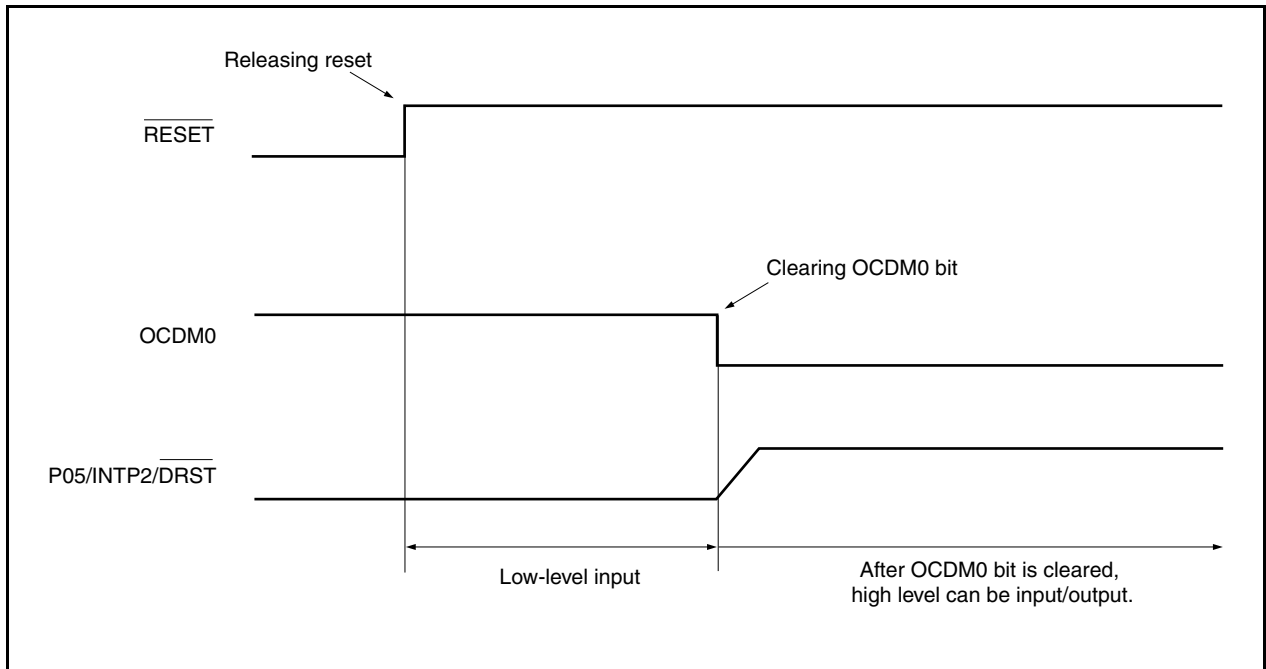 Releasing reset
RESET
Clearing OCDM0 bit
OCDM0
P05/INTP2/DRST
Low-level input
After OCDM0 bit is cleared,
high level can be input/output.